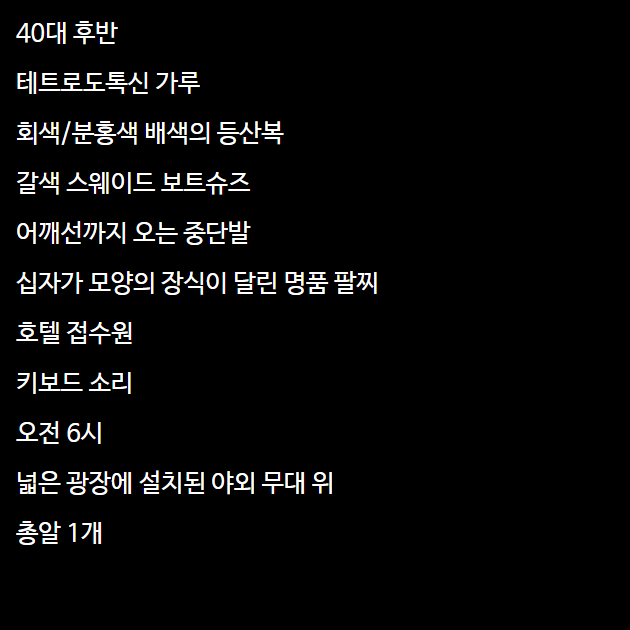 40대 후반
테트로도톡신 가루
회색/분홍색 배색의 등산복
갈색 스웨이드 보트슈즈
어깨선까지 오는 중단발
십자가 모양의 장식이 달린 명품 팔찌
호텔 접수원
키보드 소리
오전 6시
넓은 광장에 설치된 야외 무대 위
총알 1개